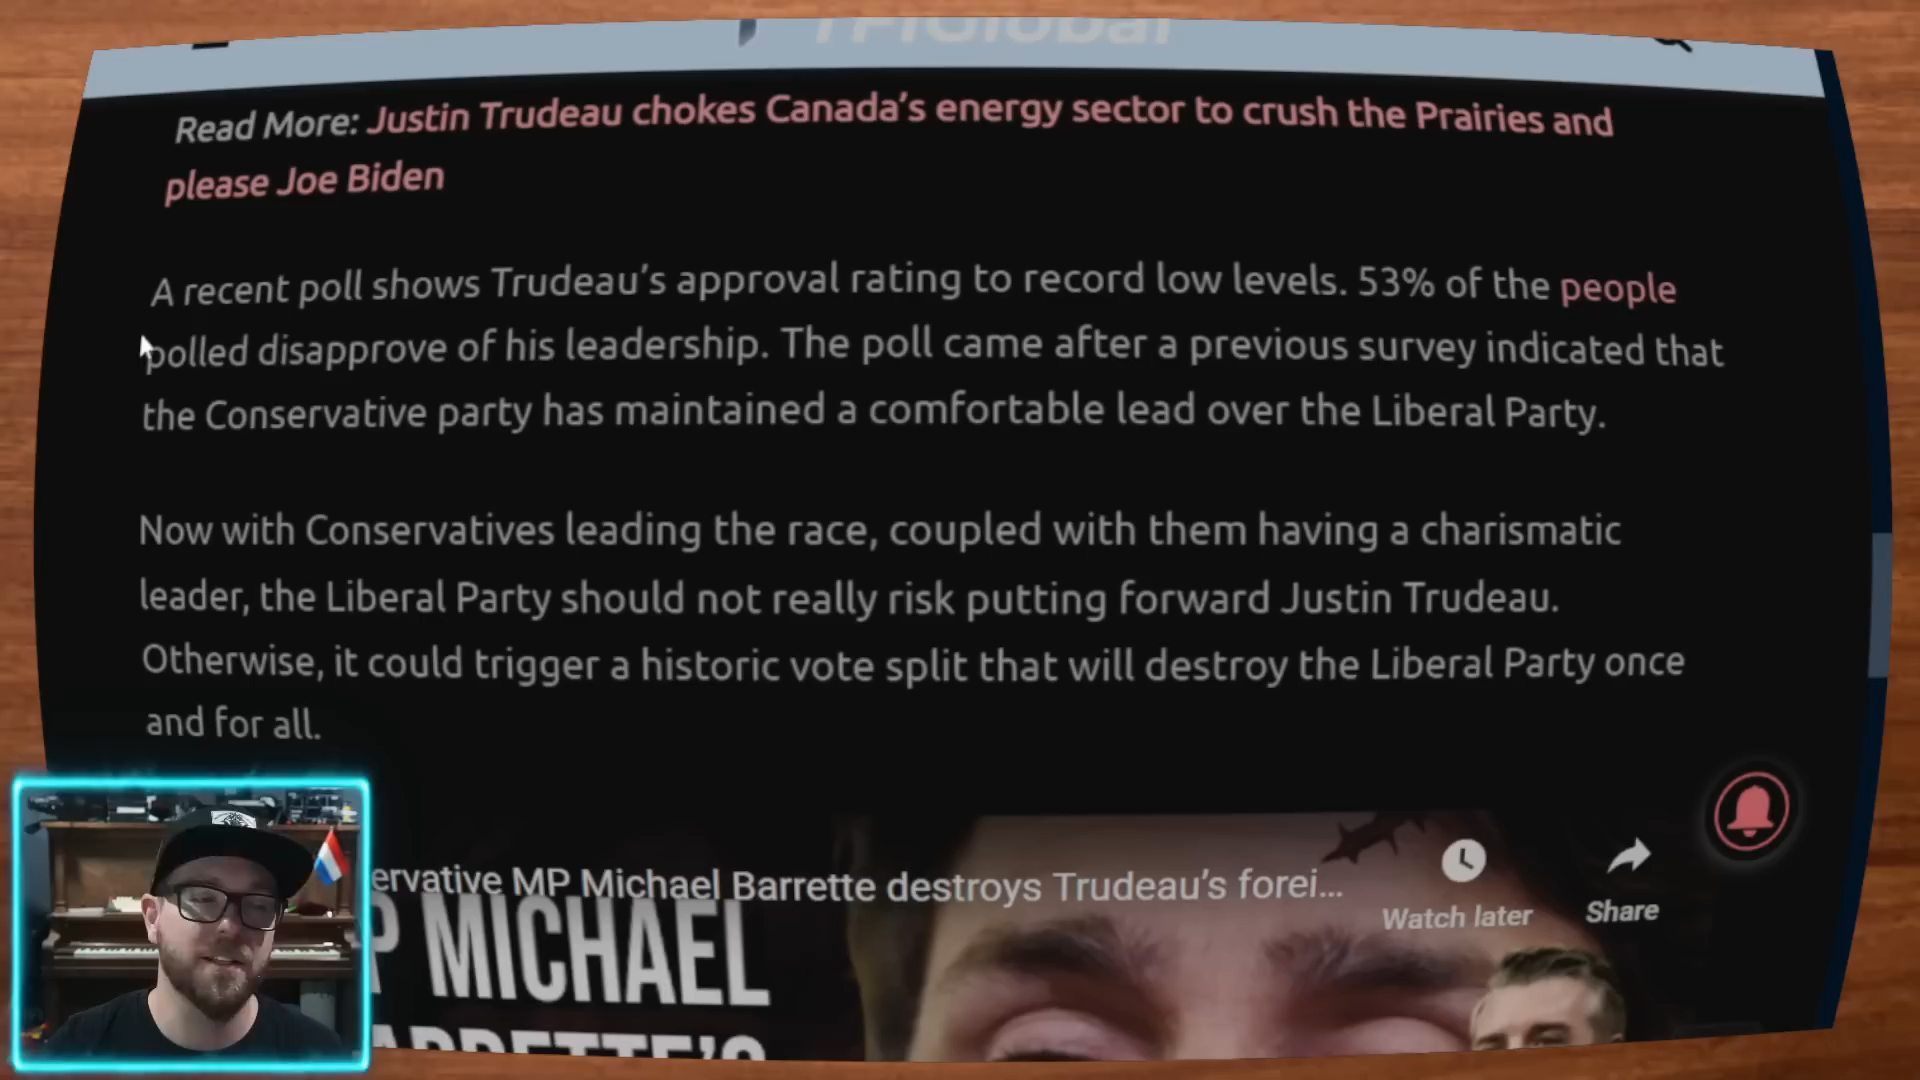 TFIGlobal
Read More: Justin Trudeau chokes Canada's energy sector to crush the Prairies and
please Joe Biden
A recent poll shows Trudeau's approval rating to record low levels. 53% of the people
polled disapprove of his leadership. The poll came after a previous survey indicated that
the Conservative party has maintained a comfortable lead over the Liberal Party.
Now with Conservatives leading the race, coupled with them having a charismatic
leader, the Liberal Party should not really risk putting forward Justin Trudeau.
Otherwise, it could trigger a historic vote split that will destroy the Liberal Party once
and for all.
ervative MP Michael Barrette destroys Trudeau's forei...
Watch later
Share
P MICHAEL
ARRETTE'S